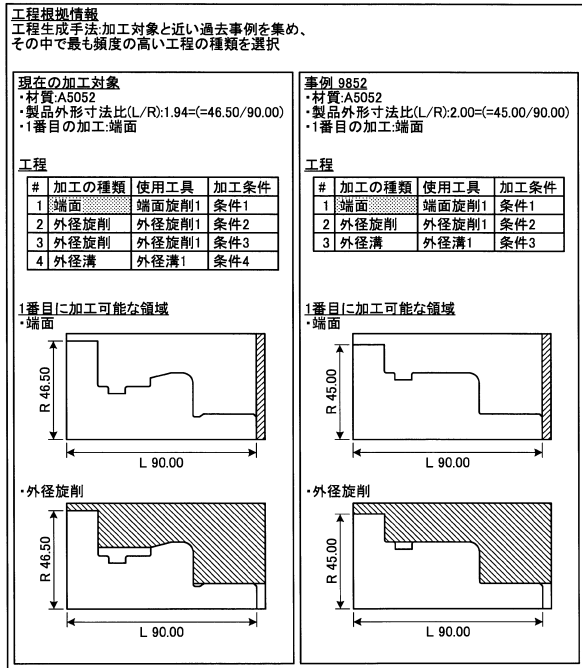 工程根拠情報
工程生成手法:加工対象と近い過去事例を集め、
その中で最も頻度の高い工程の種類を選択
現在の加工対象
・材質:A5052
・製品外形寸法比(L/R):1.94=(=46.50/90.00)
・1番目の加工:端面
工程
# 加工の種類 使用工具 加工条件
1 端面 端面旋削1 条件1
2 外径旋削 外径旋削1 条件2
3 外径旋削 外径旋削1 条件3
4 外径溝 外径溝1 条件4
1番目に加工可能な領域
・端面
R 46.50
L 90.00
・外径旋削
R 46.50
L 90.00
事例 9852
・材質:A5052
・製品外形寸法比(L/R):2.00=(=45.00/90.00)
・1番目の加工:端面
工程
# 加工の種類 使用工具 加工条件
1 端面 端面旋削1 条件1
2 外径旋削 外径旋削1 条件2
3 外径溝 外径溝1 条件3
1番目に加工可能な領域
・端面
R 45.00
L 90.00
・外径旋削
R 45.00
L 90.00